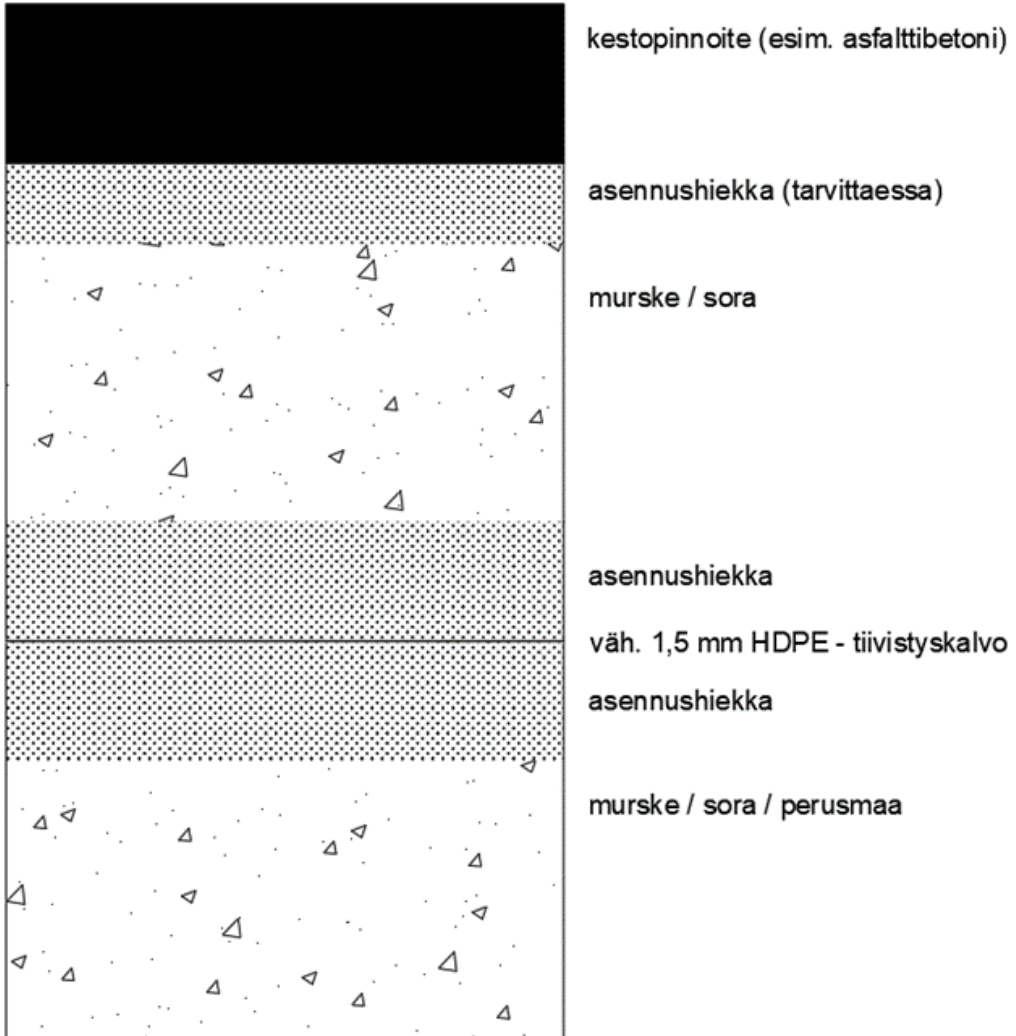 kestopinnoite (esim. asfalttibetoni)
asennushiekka (tarvittaessa)
murske / sora
asennushiekka
väh. 1,5 mm HDPE - tiivistyskalvo
asennushiekka
murske / sora / perusmaa